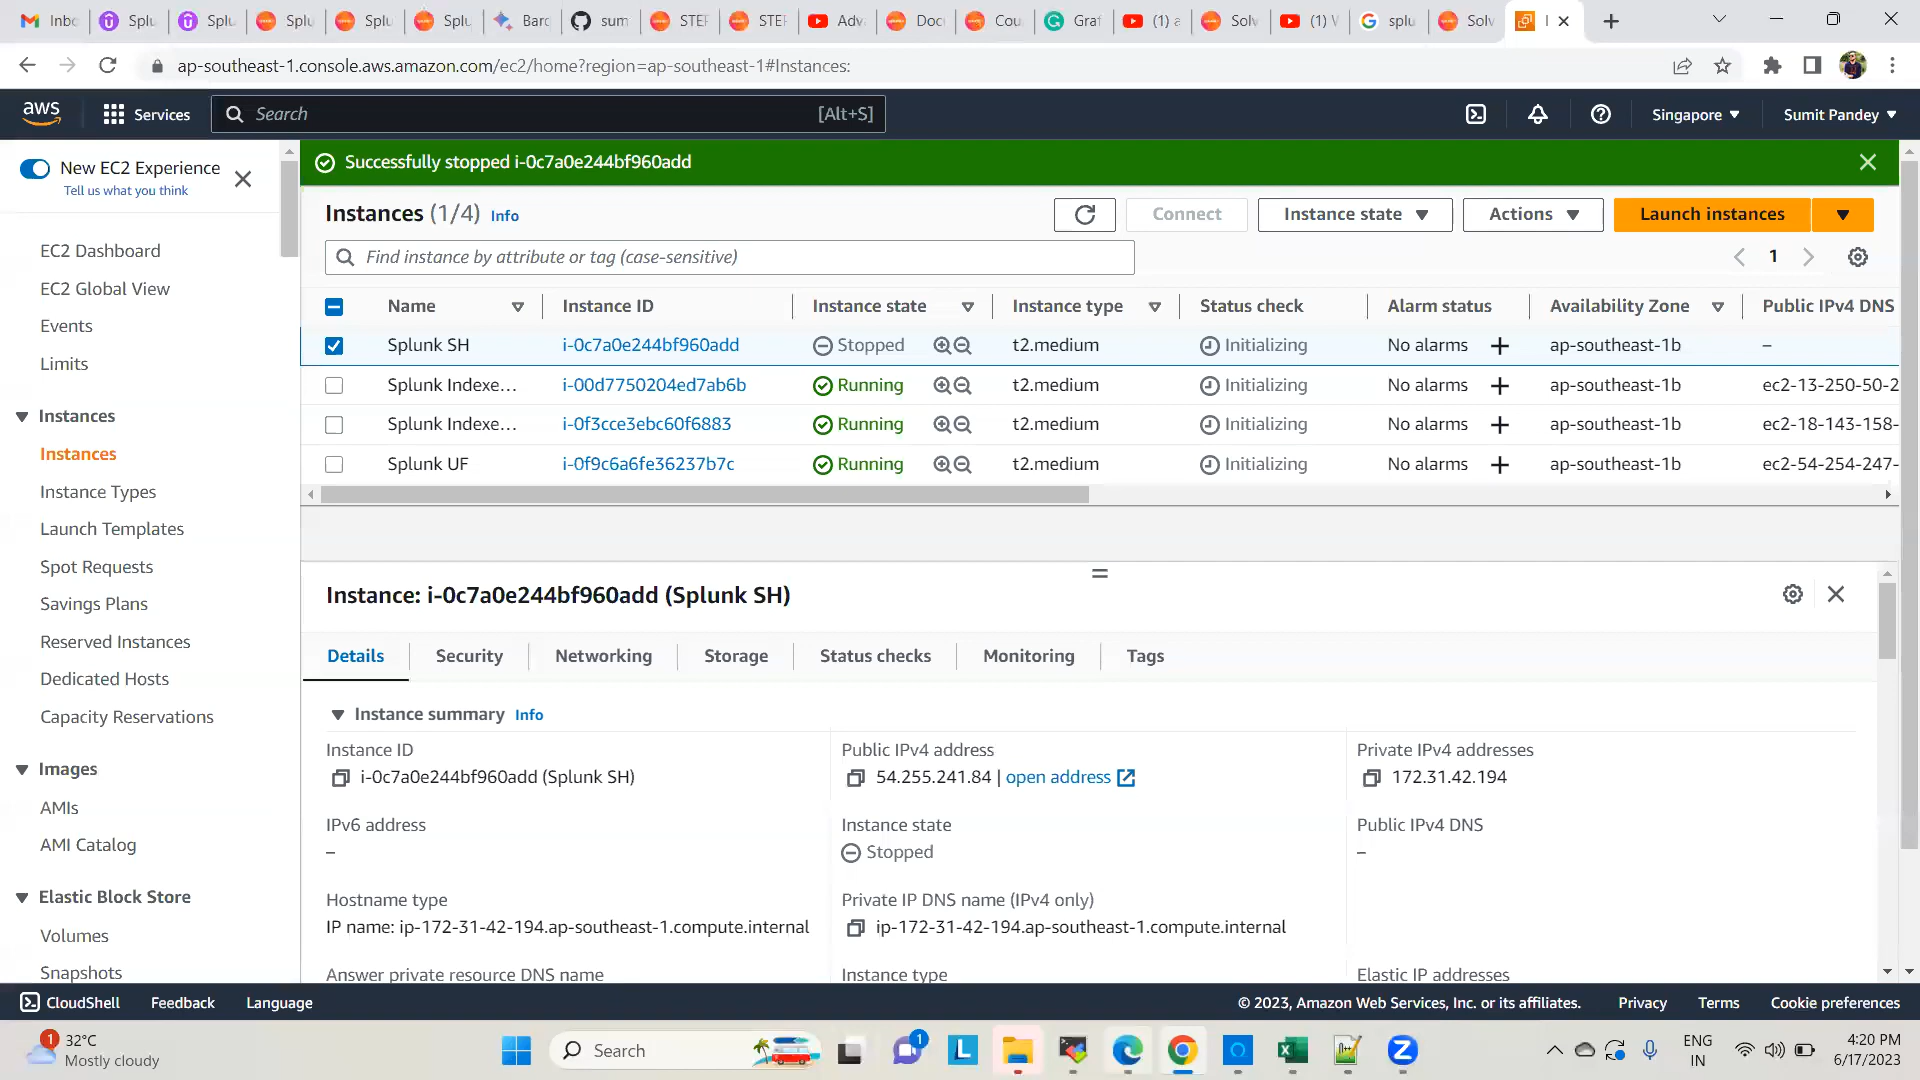 Inbo
Splu
Splu
Splu
Splu
Splu
Barc
sum
STEF
STEF
Adva
Doc
Cou
Graf
(1) a
Solv
(1) V
splu
Solv
I
ap-southeast-1.console.aws.amazon.com/ec2/home?region=ap-southeast-1#Instances:
aws
Services
Search
[Alt+S]
Singapore
Sumit Pandey
New EC2 Experience
Tell us what you think
Successfully stopped i-0c7a0e244bf960add
Instances (1/4) Info
Connect
Instance state
Actions
Launch instances
Find instance by attribute or tag (case-sensitive)
1
Name Instance ID Instance state Instance type Status check Alarm status Availability Zone Public IPv4 DNS
Splunk SH i-0c7a0e244bf960add Stopped t2.medium Initializing No alarms + ap-southeast-1b –
Splunk Indexe... i-00d7750204ed7ab6b Running t2.medium Initializing No alarms + ap-southeast-1b ec2-13-250-50-2
Splunk Indexe... i-0f3cce3ebc60f6883 Running t2.medium Initializing No alarms + ap-southeast-1b ec2-18-143-158-
Splunk UF i-0f9c6a6fe36237b7c Running t2.medium Initializing No alarms + ap-southeast-1b ec2-54-254-247-
EC2 Dashboard
EC2 Global View
Events
Limits
Instances
Instances
Instance Types
Launch Templates
Spot Requests
Savings Plans
Reserved Instances
Dedicated Hosts
Capacity Reservations
Images
AMIs
AMI Catalog
Elastic Block Store
Volumes
Snapshots
Instance: i-0c7a0e244bf960add (Splunk SH)
Details
Security
Networking
Storage
Status checks
Monitoring
Tags
Instance summary Info
Instance ID
i-0c7a0e244bf960add (Splunk SH)
Public IPv4 address
54.255.241.84 | open address
Private IPv4 addresses
172.31.42.194
IPv6 address
–
Instance state
Stopped
Public IPv4 DNS
–
Hostname type
IP name: ip-172-31-42-194.ap-southeast-1.compute.internal
Private IP DNS name (IPv4 only)
ip-172-31-42-194.ap-southeast-1.compute.internal
Answer private resource DNS name
Instance type
Elastic IP addresses
CloudShell
Feedback
Language
© 2023, Amazon Web Services, Inc. or its affiliates.
Privacy
Terms
Cookie preferences
1
32°C
Mostly cloudy
Search
1
L
Z
ENG
IN
4:20 PM
6/17/2023